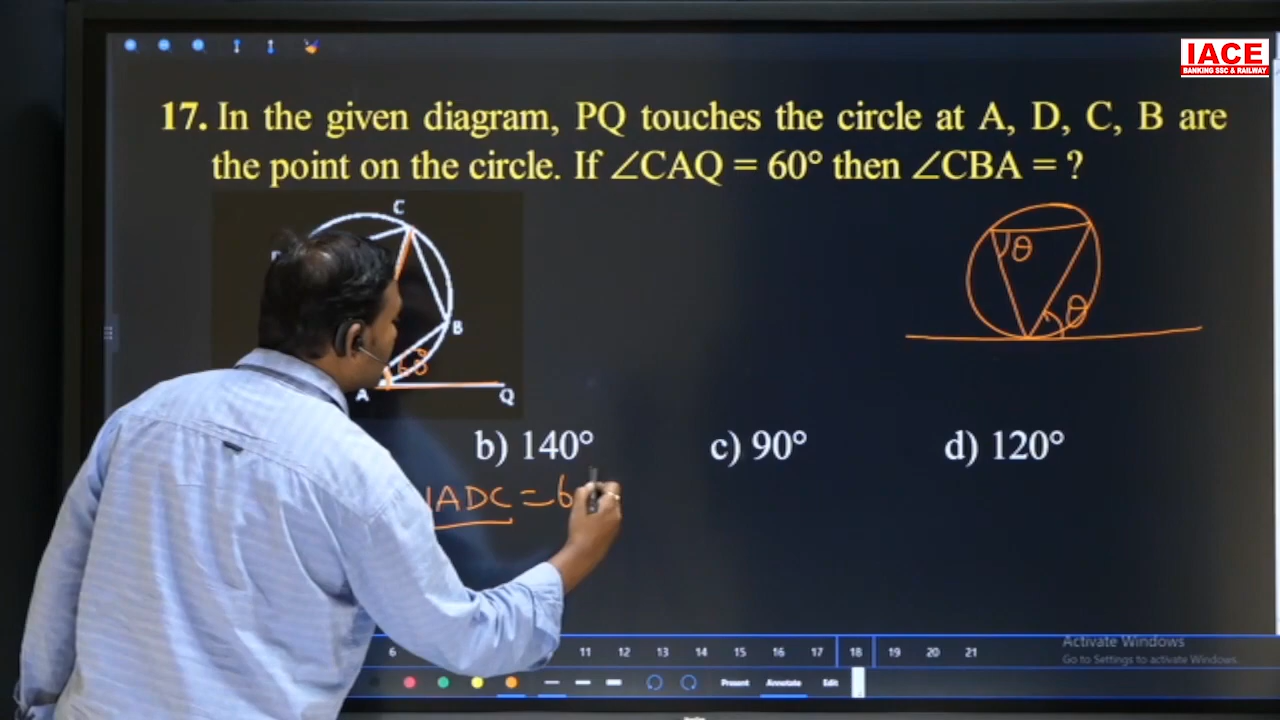 IACE
BANKING SSC & RAILWAY
17. In the given diagram, PQ touches the circle at A, D, C, B are
the point on the circle. If ∠CAQ = 60° then ∠CBA = ?
C
B
60°
A
Q
θ
θ
b) 140°
c) 90°
d) 120°
ADC = 6
6
11
12
13
14
15
16
17
18
19
20
21
Activate Windows
Go to Settings to activate Windows.
Present
Annotate
Edit